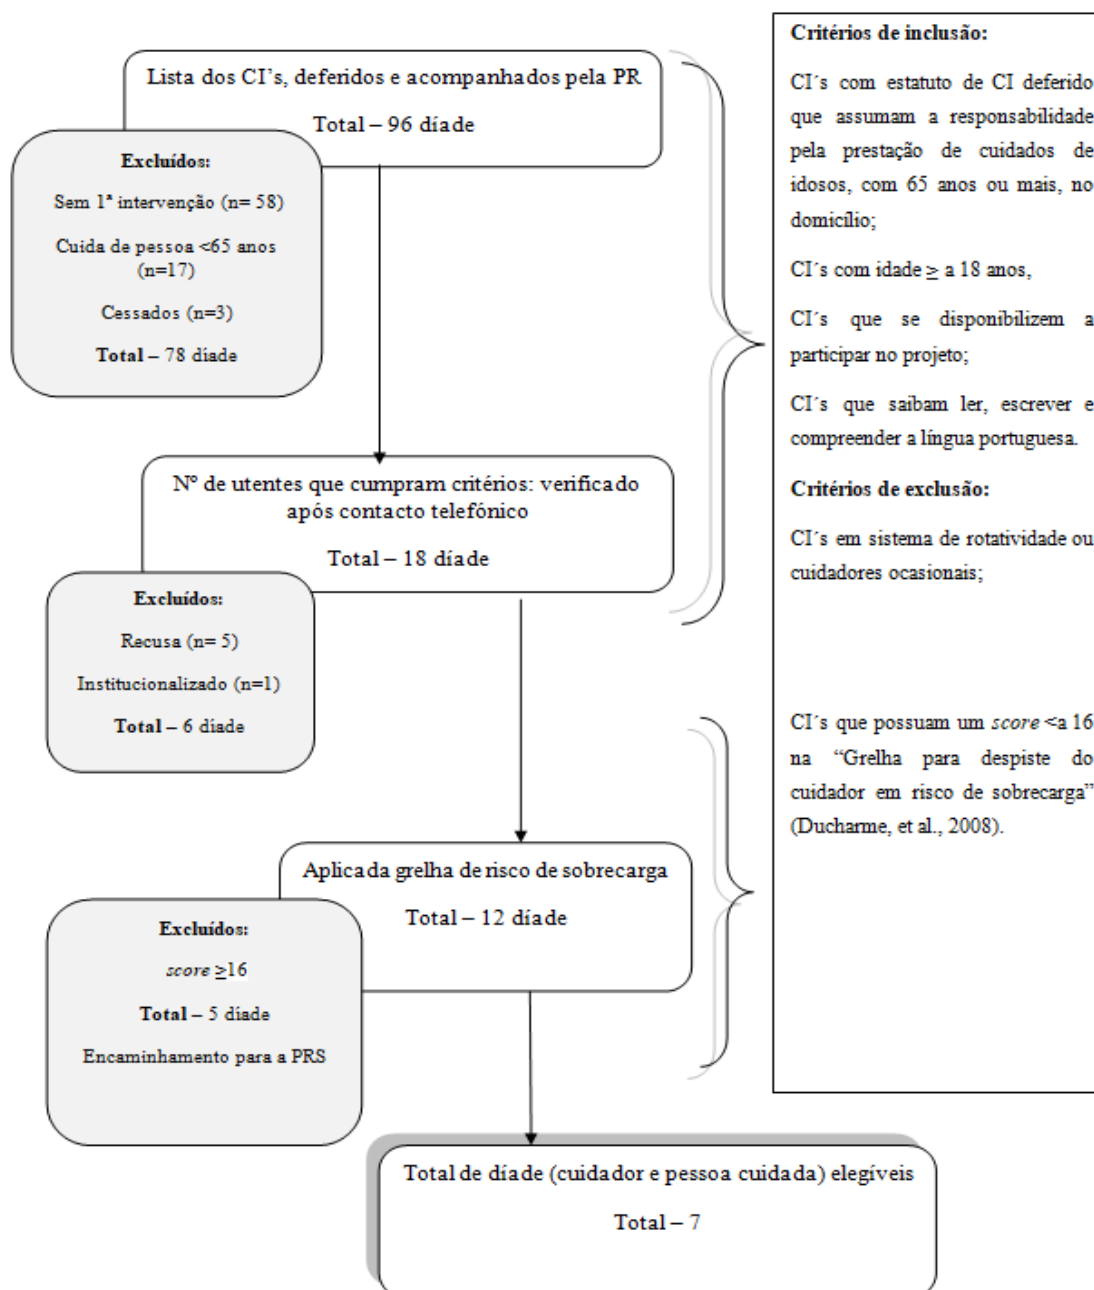 Lista dos CI’s, deferidos e acompanhados pela PR
Total – 96 díade
Excluídos:
Sem 1ª intervenção (n= 58)
Cuida de pessoa <65 anos
(n=17)
Cessados (n=3)
Total – 78 díade
Nº de utentes que cumpram critérios: verificado
após contacto telefónico
Total – 18 díade
Excluídos:
Recusa (n= 5)
Institucionalizado (n=1)
Total – 6 díade
Aplicada grelha de risco de sobrecarga
Total – 12 díade
Excluídos:
score ≥16
Total – 5 díade
Encaminhamento para a PRS
Total de díade (cuidador e pessoa cuidada) elegíveis
Total – 7
Critérios de inclusão:
CI´s com estatuto de CI deferido
que assumam a responsabilidade
pela prestação de cuidados de
idosos, com 65 anos ou mais, no
domicílio;
CI´s com idade ≥ a 18 anos,
CI´s que se disponibilizem a
participar no projeto;
CI´s que saibam ler, escrever e
compreender a língua portuguesa.
Critérios de exclusão:
CI´s em sistema de rotatividade ou
cuidadores ocasionais;
CI´s que possuam um score <a 16
na “Grelha para despiste do
cuidador em risco de sobrecarga”
(Ducharme, et al., 2008).